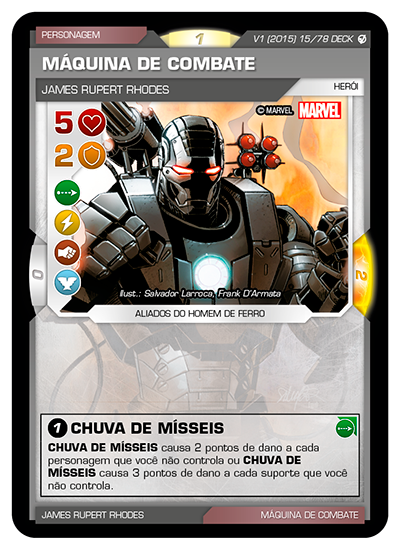 PERSONAGEM
1
V1 (2015) 15/78 DECK
MÁQUINA DE COMBATE
JAMES RUPERT RHODES
HERÓI
5
© MARVEL MARVEL
2
0
2
Ilust.: Salvador Larroca, Frank D'Armata
ALIADOS DO HOMEM DE FERRO
1 CHUVA DE MÍSSEIS
CHUVA DE MÍSSEIS causa 2 pontos de dano a cada
personagem que você não controla ou CHUVA DE
MÍSSEIS causa 3 pontos de dano a cada suporte que você
não controla.
JAMES RUPERT RHODES
MÁQUINA DE COMBATE